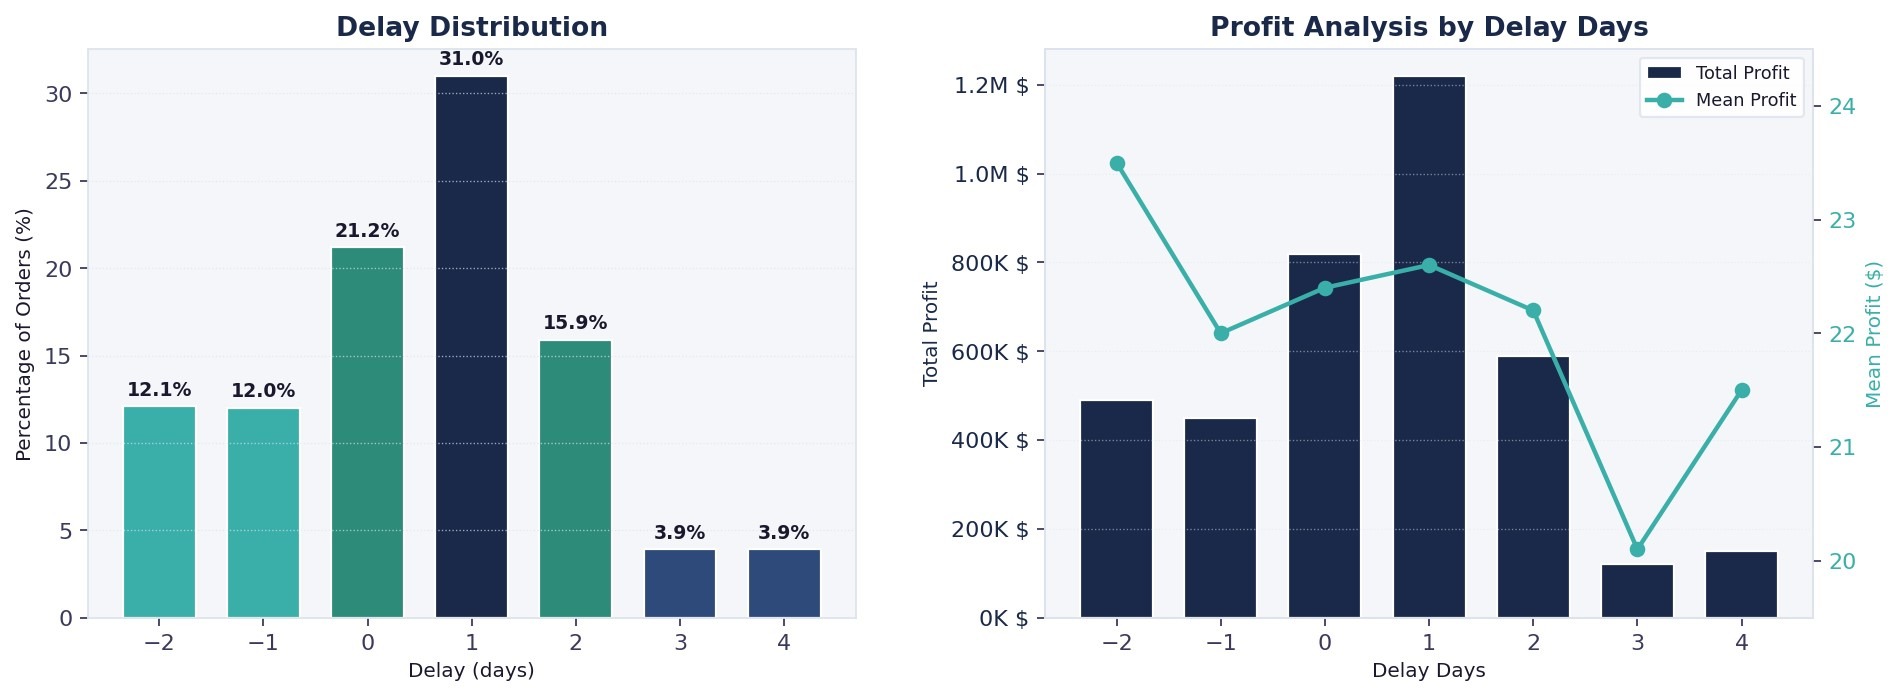 Delay Distribution
Percentage of Orders (%)
30
25
20
15
10
5
0
12.1%
12.0%
21.2%
31.0%
15.9%
3.9%
3.9%
−2 −1 0 1 2 3 4
Delay (days)
Profit Analysis by Delay Days
Total Profit
1.2M $
1.0M $
800K $
600K $
400K $
200K $
0K $
Total Profit
Mean Profit
24
23
22
21
20
Mean Profit ($)
−2 −1 0 1 2 3 4
Delay Days